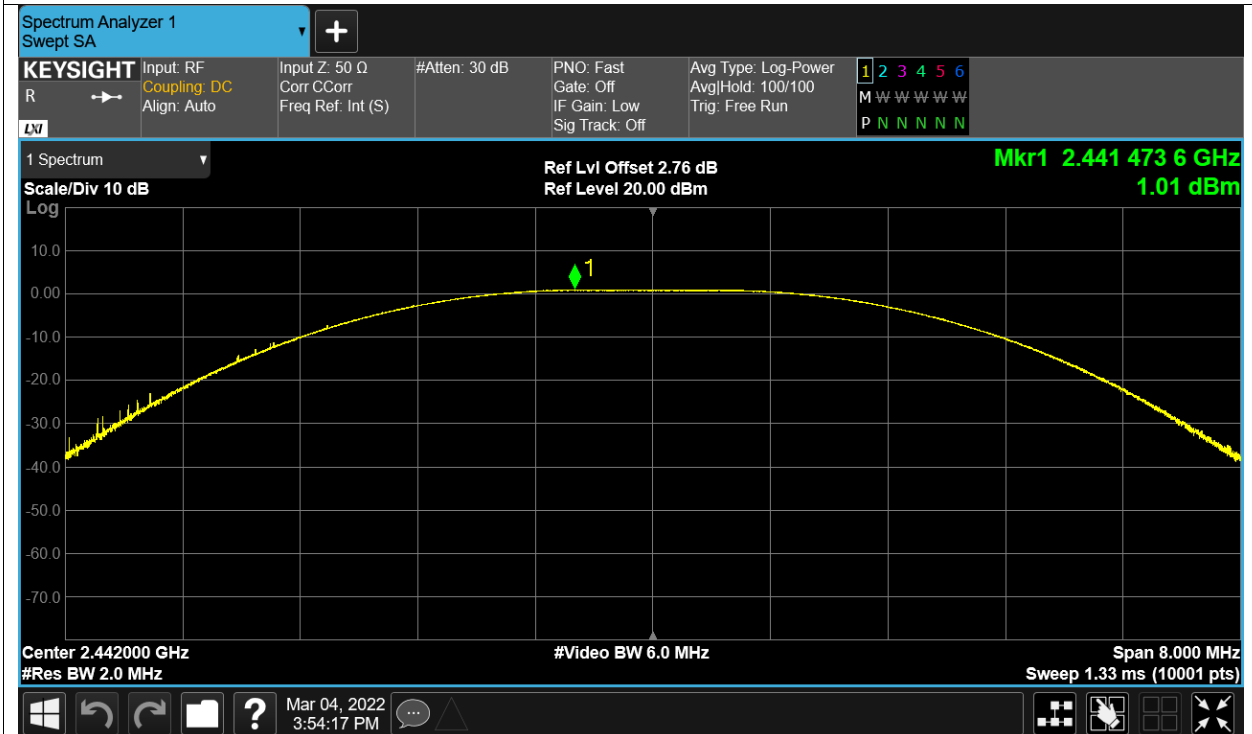 Spectrum Analyzer 1
Swept SA
KEYSIGHT
R
LXI
Input: RF
Coupling: DC
Align: Auto
Input Z: 50 Ω
Corr CCorr
Freq Ref: Int (S)
#Atten: 30 dB
PNO: Fast
Gate: Off
IF Gain: Low
Sig Track: Off
Avg Type: Log-Power
Avg|Hold: 100/100
Trig: Free Run
1 2 3 4 5 6
M W W W W W
P N N N N N
1 Spectrum
Scale/Div 10 dB
Log
Ref Lvl Offset 2.76 dB
Ref Level 20.00 dBm
Mkr1 2.441 473 6 GHz
1.01 dBm
1
10.0
0.00
-10.0
-20.0
-30.0
-40.0
-50.0
-60.0
-70.0
Center 2.442000 GHz
#Res BW 2.0 MHz
#Video BW 6.0 MHz
Span 8.000 MHz
Sweep 1.33 ms (10001 pts)
?
Mar 04, 2022
3:54:17 PM